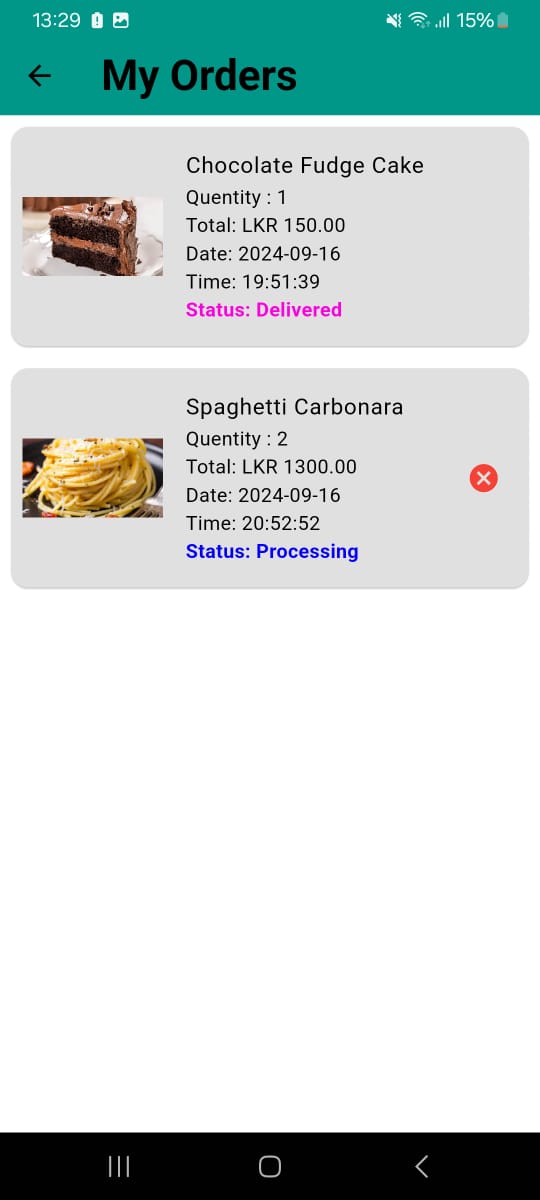 13:29 15%
My Orders
Chocolate Fudge Cake
Quentity : 1
Total: LKR 150.00
Date: 2024-09-16
Time: 19:51:39
Status: Delivered
Spaghetti Carbonara
Quentity : 2
Total: LKR 1300.00
Date: 2024-09-16
Time: 20:52:52
Status: Processing